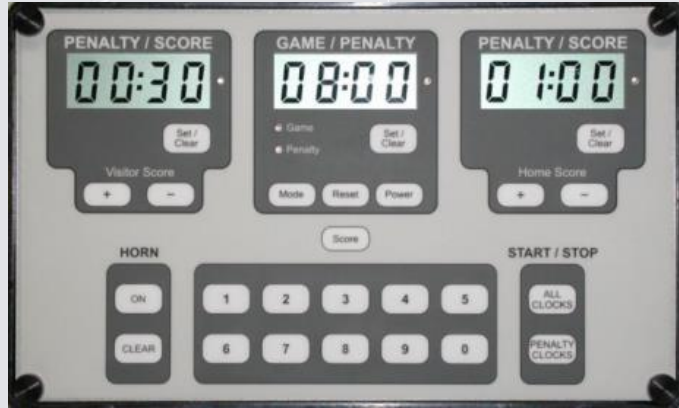 PENALTY / SCORE
00:30
Set / Clear
Visitor Score
+ −
GAME / PENALTY
08:00
Game
Penalty
Set / Clear
Mode Reset Power
PENALTY / SCORE
01:00
Set / Clear
Home Score
+ −
Score
HORN
ON
CLEAR
1 2 3 4 5
6 7 8 9 0
START / STOP
ALL CLOCKS
PENALTY CLOCKS